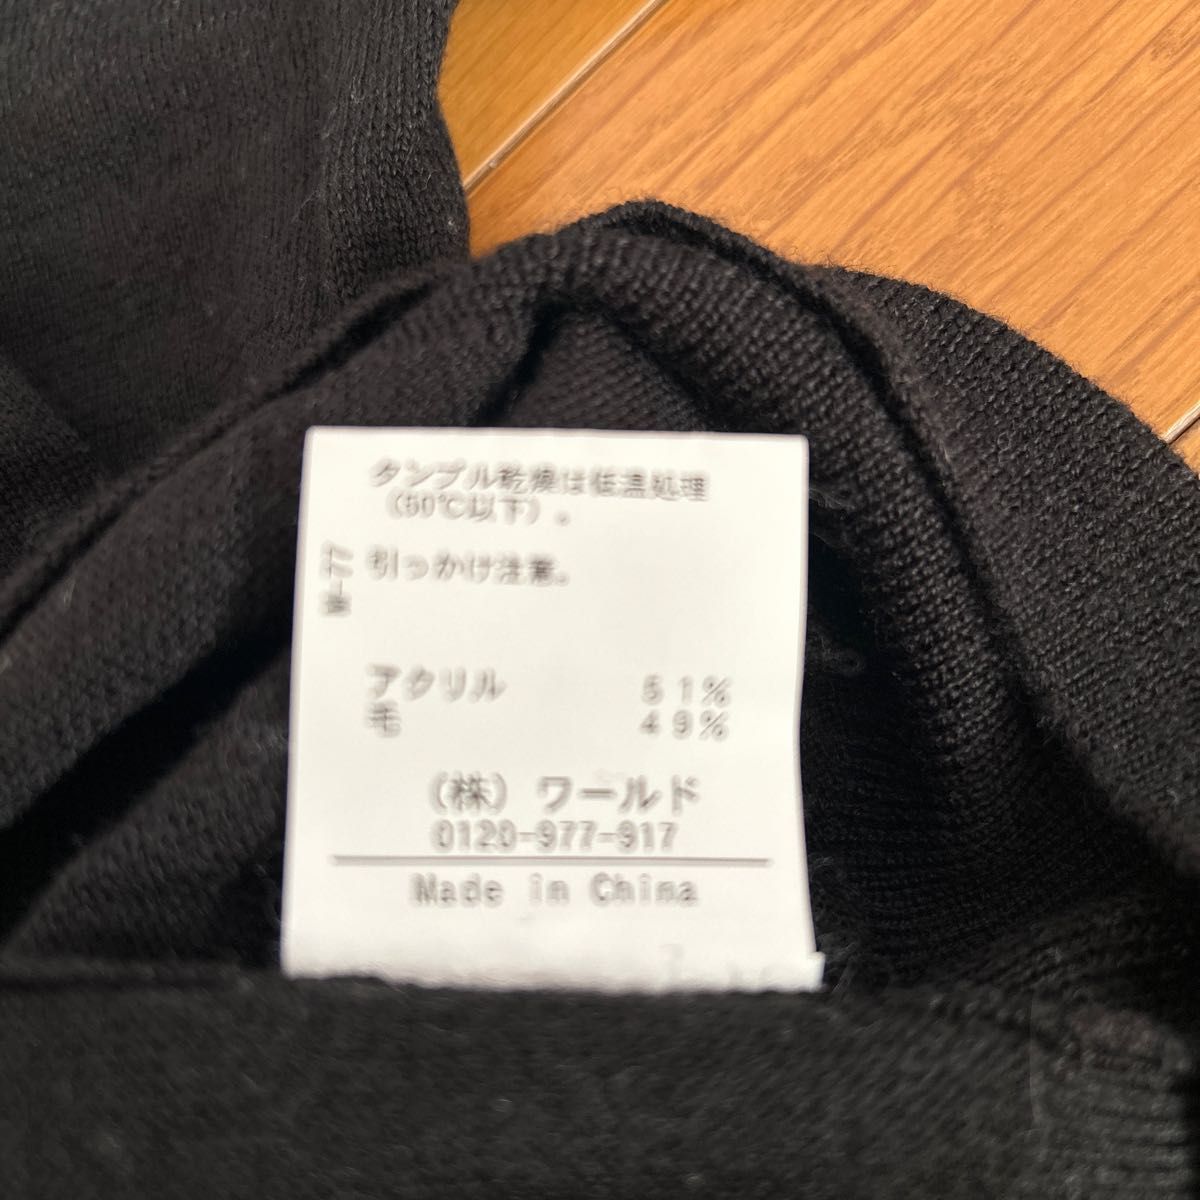 タンブル乾燥は低温処理
(60℃以下)。
引っかけ注意。
アクリル 51%
毛 49%
(株) ワールド
0120-977-917
Made in China